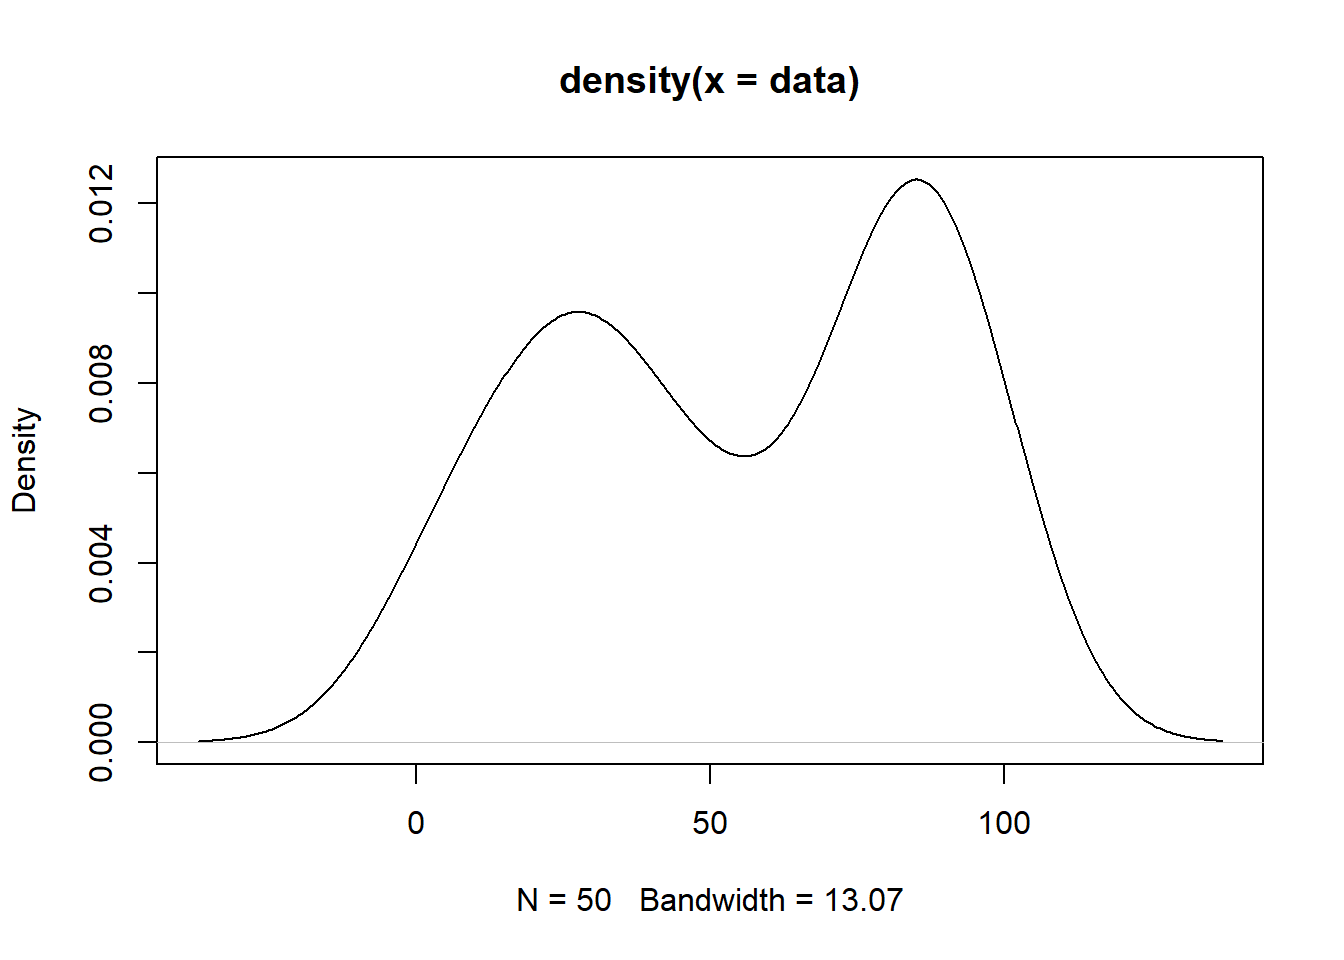 density(x = data)
Density
0.012
0.008
0.004
0.000
0 50 100
N = 50 Bandwidth = 13.07